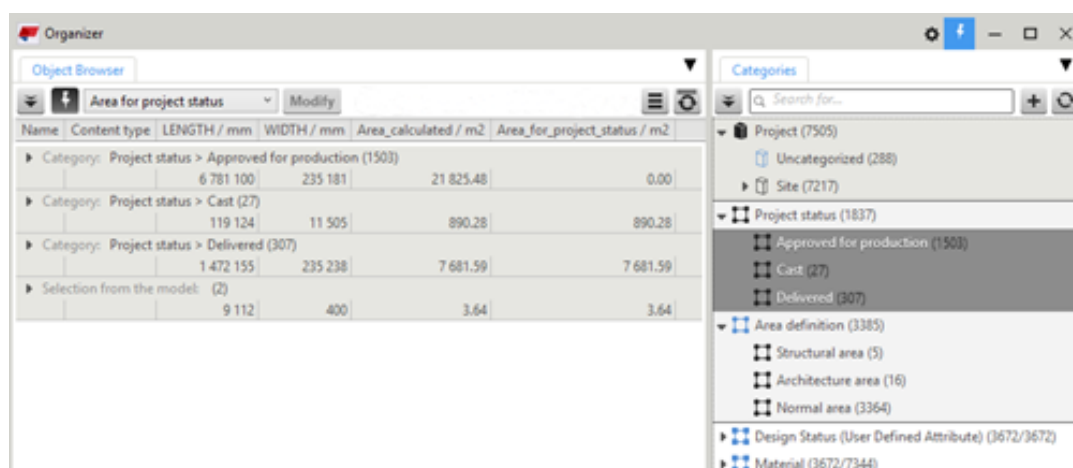 Organizer
Object Browser
Area for project status Modify
Name Content type LENGTH / mm WIDTH / mm Area_calculated / m2 Area_for_project_status / m2
Category: Project status > Approved for production (1503)
6 781 100 235 181 21 825.48 0.00
Category: Project status > Cast (27)
119 124 11 505 890.28 890.28
Category: Project status > Delivered (307)
1 472 155 235 238 7 681.59 7 681.59
Selection from the model: (2)
9 112 400 3.64 3.64
Categories
Search for...
Project (7505)
Uncategorized (288)
Site (7217)
Project status (1837)
Approved for production (1503)
Cast (27)
Delivered (307)
Area definition (3385)
Structural area (5)
Architecture area (16)
Normal area (3364)
Design Status (User Defined Attribute) (3672/3672)
Material (3672/7344)